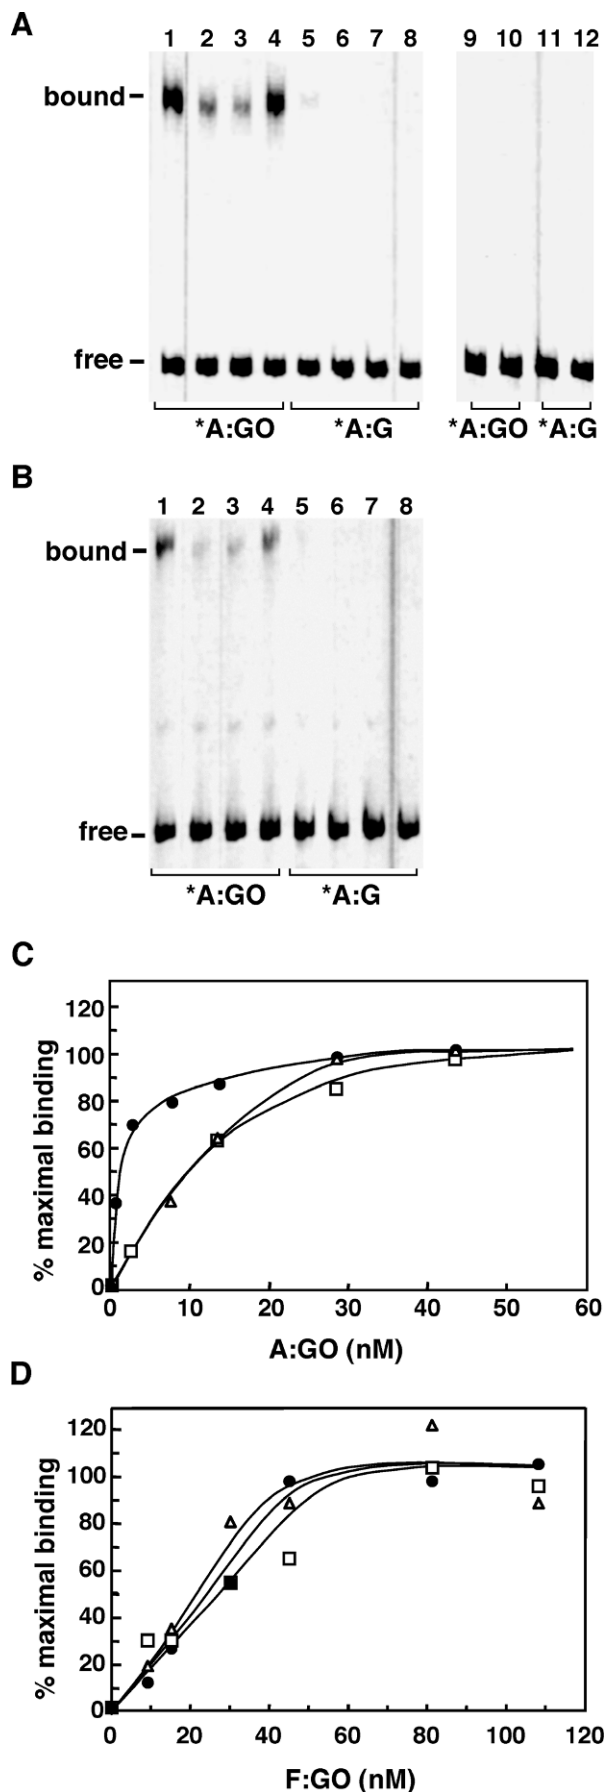 A
1 2 3 4 5 6 7 8 9 10 11 12
bound
free
*A:GO *A:G *A:GO *A:G
B
1 2 3 4 5 6 7 8
bound
free
*A:GO *A:G
C
120
100
80
60
40
20
0
0 10 20 30 40 50 60
% maximal binding
A:GO (nM)
D
120
100
80
60
40
20
0
0 20 40 60 80 100 120
% maximal binding
F:GO (nM)